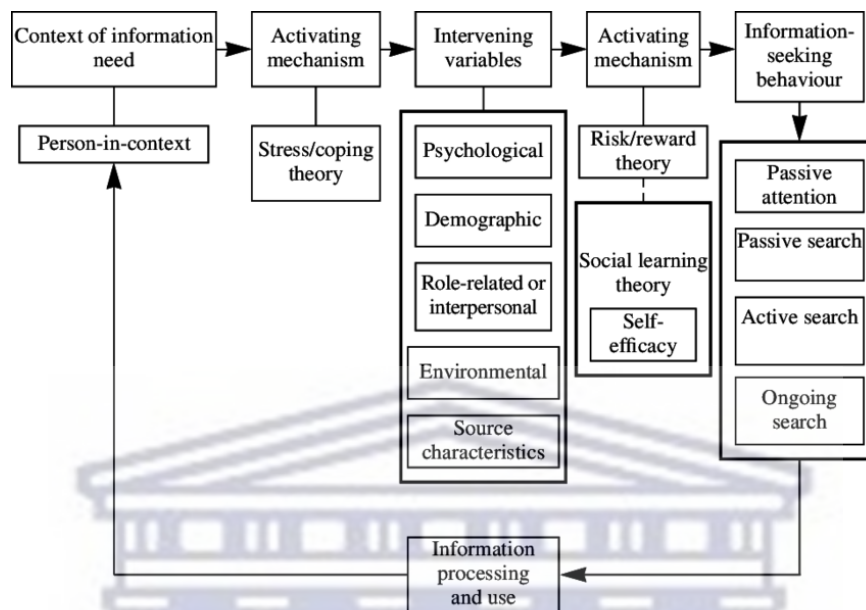 Context of information
need
Activating
mechanism
Intervening
variables
Activating
mechanism
Information-
seeking
behaviour
Person-in-context
Stress/coping
theory
Psychological
Demographic
Role-related or
interpersonal
Environmental
Source
characteristics
Risk/reward
theory
Social learning
theory
Self-
efficacy
Passive
attention
Passive search
Active search
Ongoing
search
Information
processing
and use